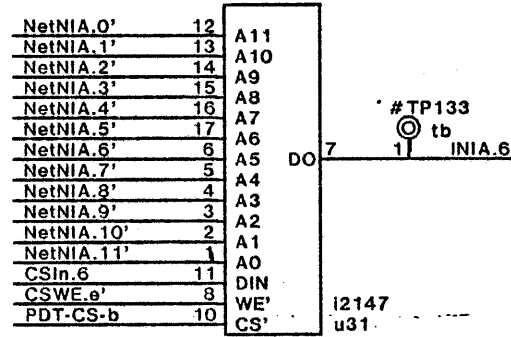 NetNIA.0' 12 A11
NetNIA.1' 13 A10
NetNIA.2' 14 A9
NetNIA.3' 15 A8
NetNIA.4' 16 A7
NetNIA.5' 17 A6
NetNIA.6' 6 A5 DO 7 1 INIA.6
NetNIA.7' 5 A4
NetNIA.8' 4 A3
NetNIA.9' 3 A2
NetNIA.10' 2 A1
NetNIA.11' 1 A0
CSIn.6 11 DIN
CSWE.e' 8 WE' i2147
PDT-CS-b 10 CS' u31
#TP133
tb